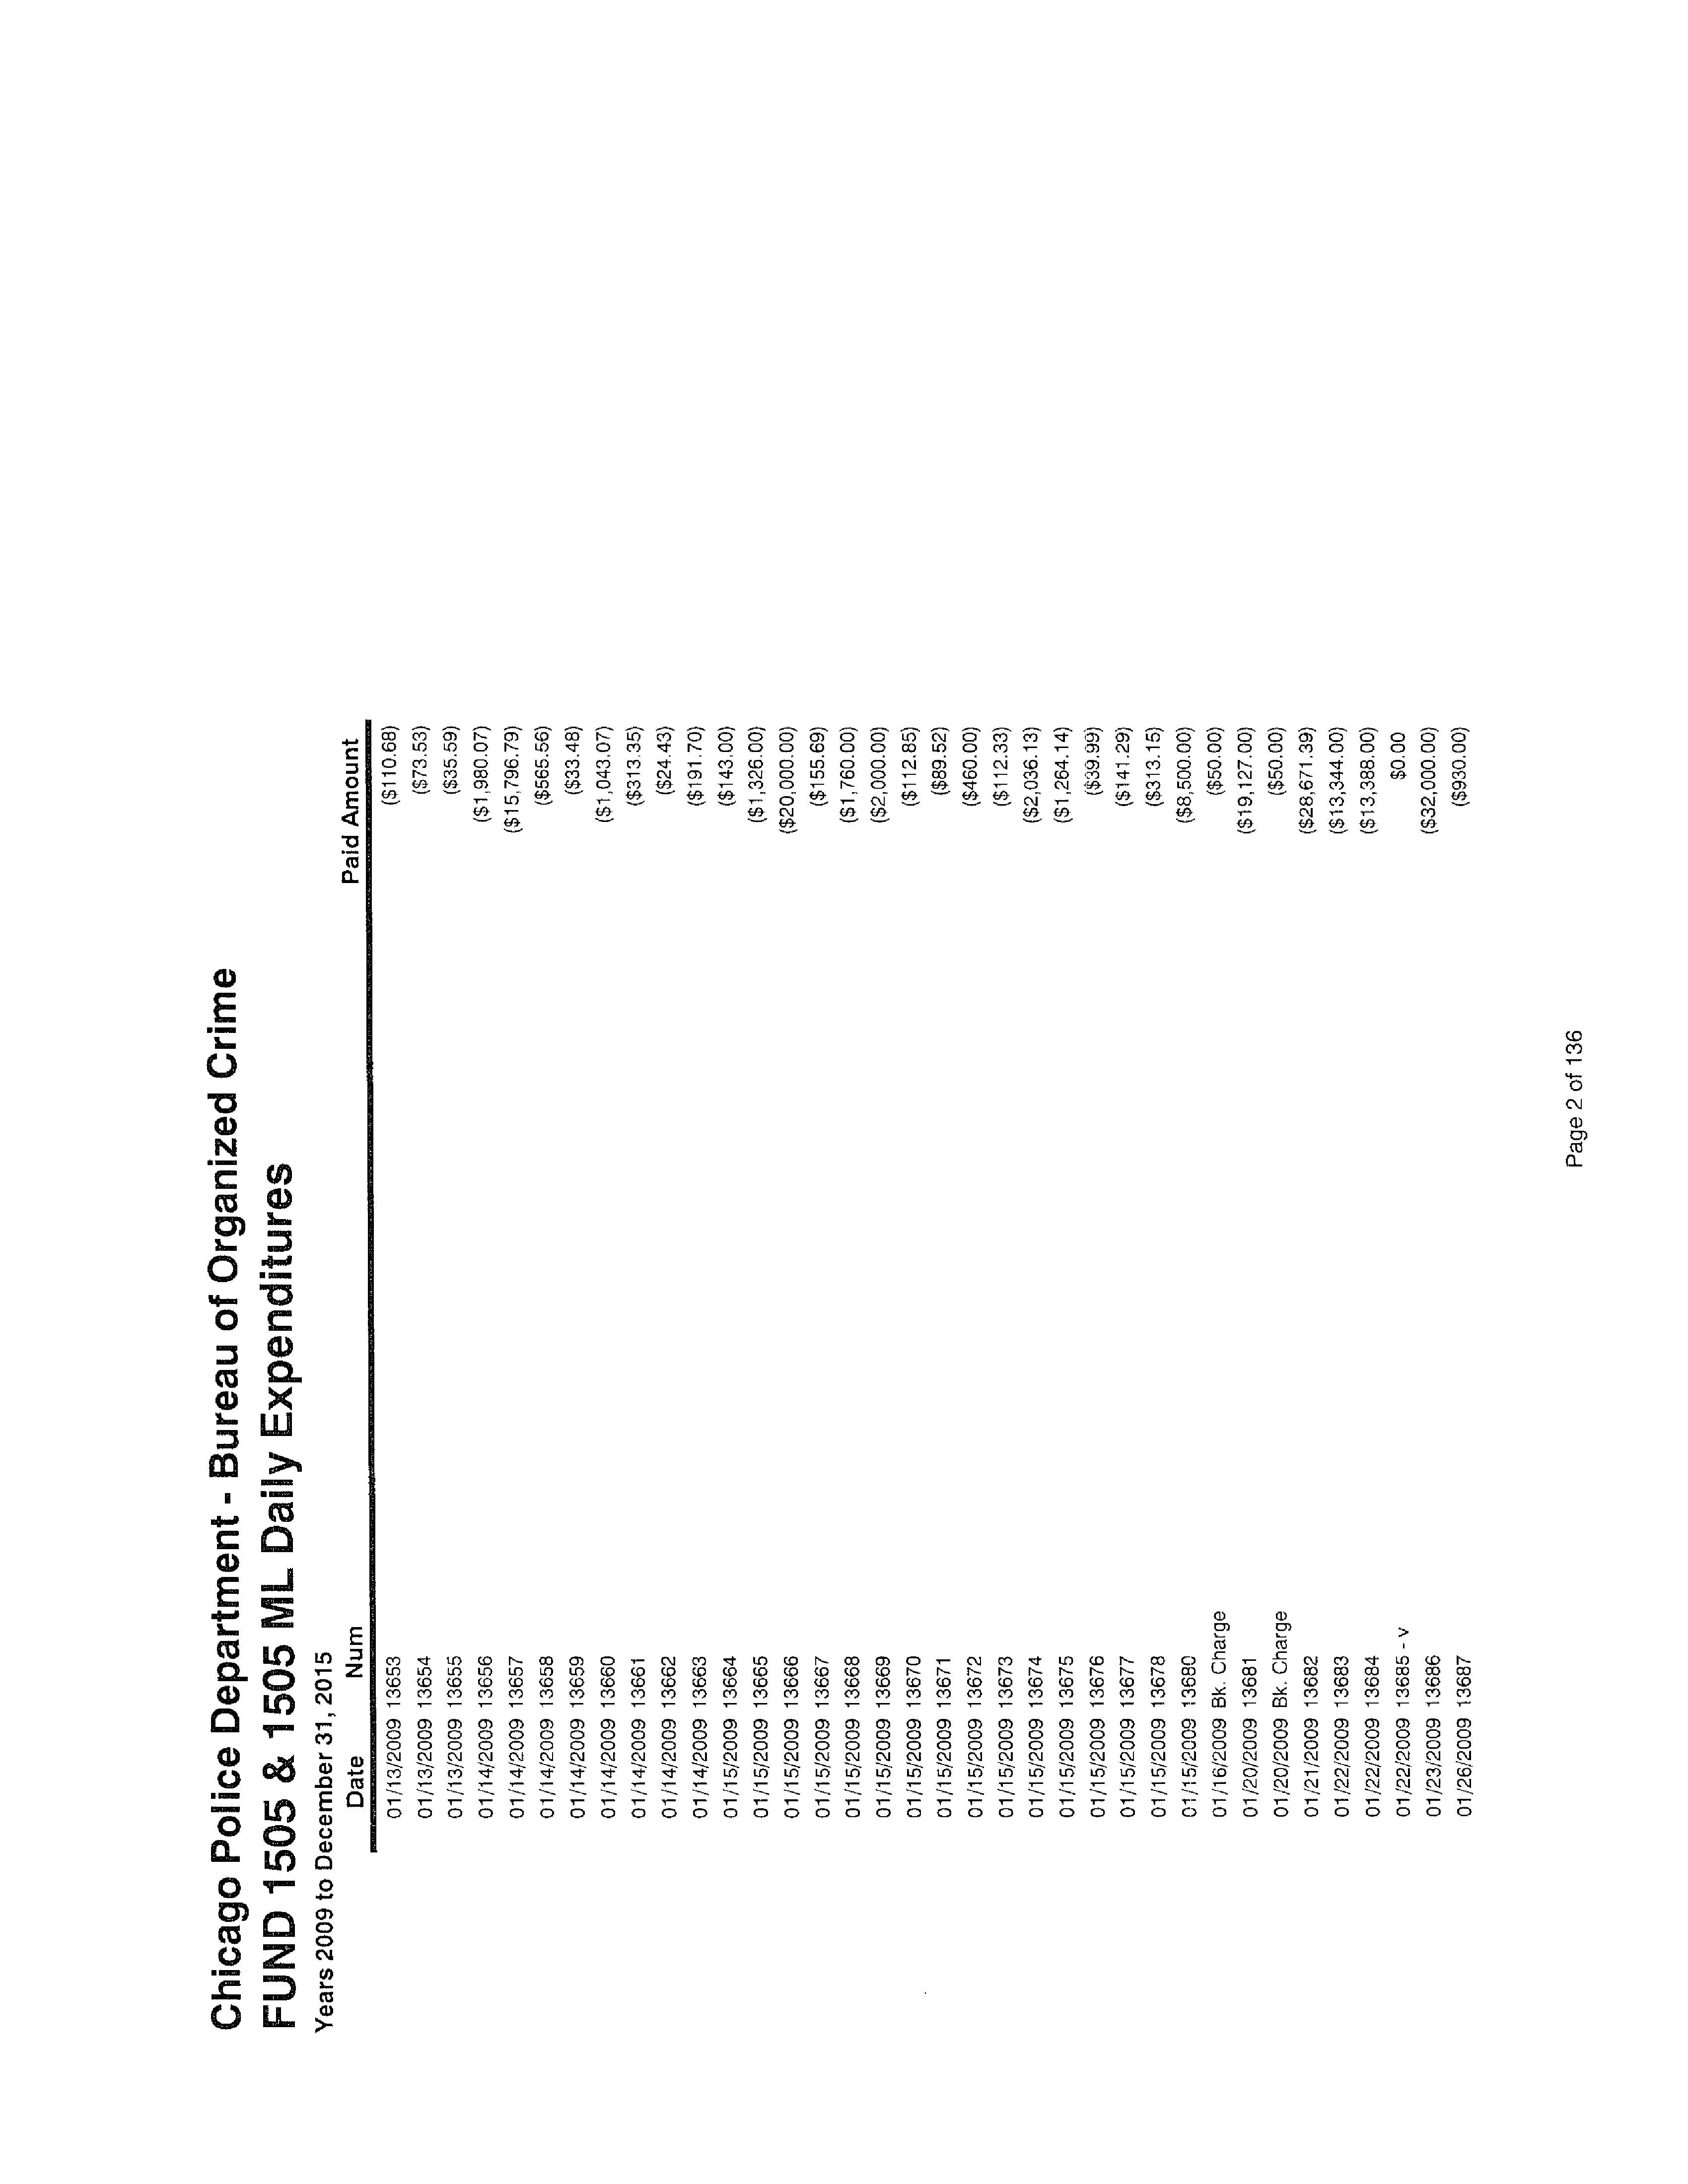 Chicago Police Department - Bureau of Organized Crime
FUND 1505 & 1505 ML Daily Expenditures
Years 2009 to December 31, 2015
Date Num Paid Amount
01/13/2009 13653 ($110.68)
01/13/2009 13654 ($73.53)
01/13/2009 13655 ($35.59)
01/14/2009 13656 ($1,980.07)
01/14/2009 13657 ($15,796.79)
01/14/2009 13658 ($565.56)
01/14/2009 13659 ($33.48)
01/14/2009 13660 ($1,043.07)
01/14/2009 13661 ($313.35)
01/14/2009 13662 ($24.43)
01/14/2009 13663 ($191.70)
01/15/2009 13664 ($143.00)
01/15/2009 13665 ($1,326.00)
01/15/2009 13666 ($20,000.00)
01/15/2009 13667 ($155.69)
01/15/2009 13668 ($1,760.00)
01/15/2009 13669 ($2,000.00)
01/15/2009 13670 ($112.85)
01/15/2009 13671 ($89.52)
01/15/2009 13672 ($460.00)
01/15/2009 13673 ($112.33)
01/15/2009 13674 ($2,036.13)
01/15/2009 13675 ($1,264.14)
01/15/2009 13676 ($39.99)
01/15/2009 13677 ($141.29)
01/15/2009 13678 ($313.15)
01/15/2009 13680 ($8,500.00)
01/16/2009 Bk. Charge ($50.00)
01/20/2009 13681 ($19,127.00)
01/20/2009 Bk. Charge ($50.00)
01/21/2009 13682 ($28,671.39)
01/22/2009 13683 ($13,344.00)
01/22/2009 13684 ($13,388.00)
01/22/2009 13685 - v $0.00
01/23/2009 13686 ($32,000.00)
01/26/2009 13687 ($930.00)
Page 2 of 136